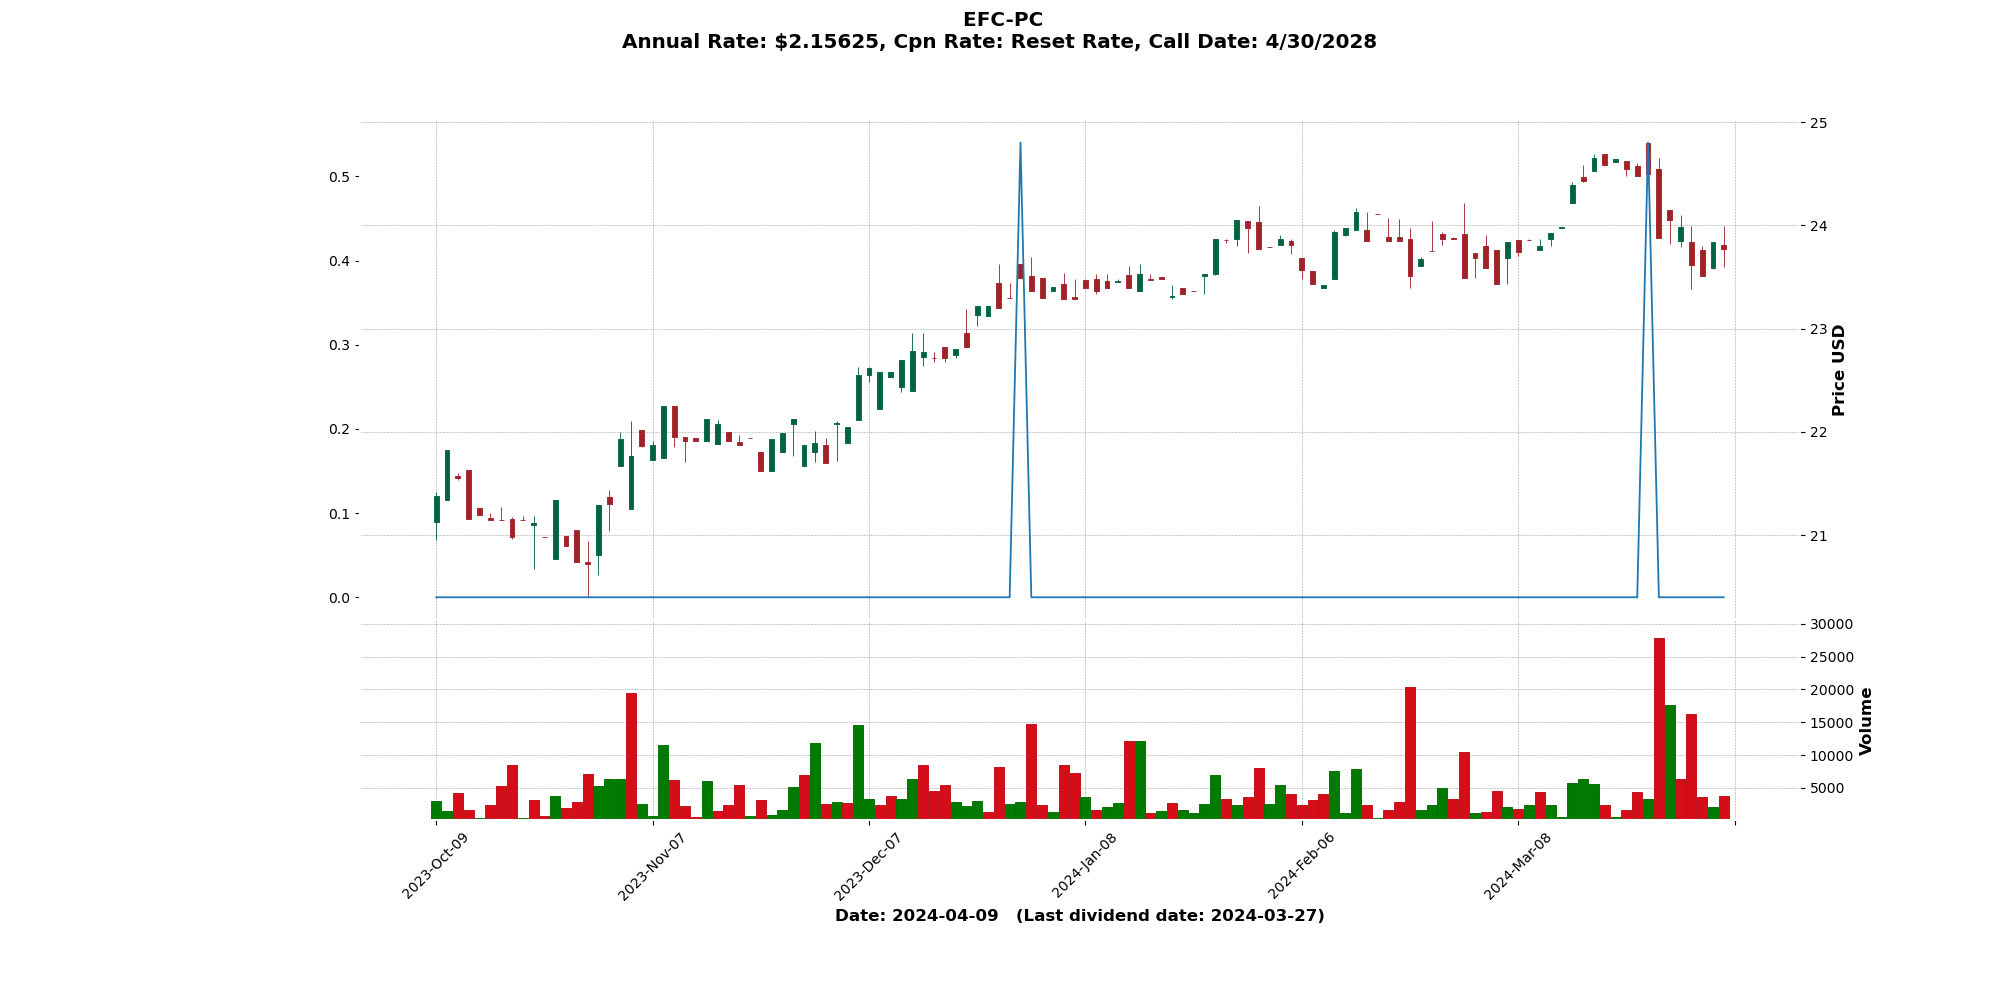 EFC-PC
Annual Rate: $2.15625, Cpn Rate: Reset Rate, Call Date: 4/30/2028
0.5
0.4
0.3
0.2
0.1
0.0
25
24
23
22
21
Price USD
30000
25000
20000
15000
10000
5000
Volume
2023-Oct-09
2023-Nov-07
2023-Dec-07
2024-Jan-08
2024-Feb-06
2024-Mar-08
Date: 2024-04-09   (Last dividend date: 2024-03-27)